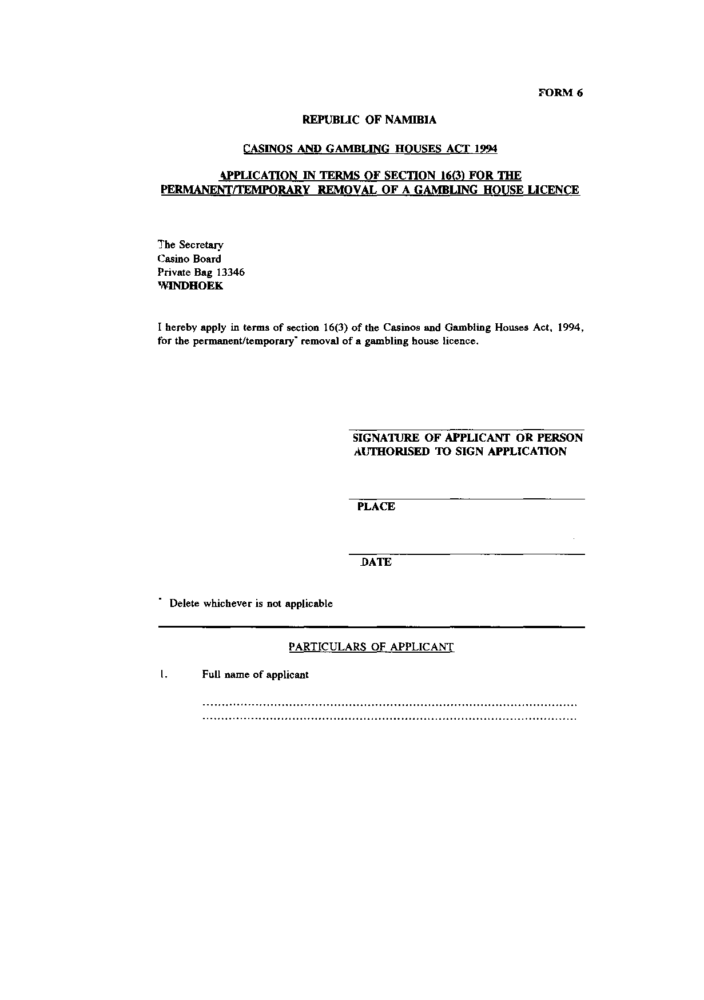 FORM 6
REPUBLIC OF NAMIBIA
CASINOS AND GAMBLING HOUSES ACT 1994
APPLICATION IN TERMS OF SECTION 16(3) FOR THE
PERMANENT/TEMPORARY REMOVAL OF A GAMBLING HOUSE LICENCE
The Secretary
Casino Board
Private Bag 13346
WINDHOEK
I hereby apply in terms of section 16(3) of the Casinos and Gambling Houses Act, 1994,
for the permanent/temporary* removal of a gambling house licence.
SIGNATURE OF APPLICANT OR PERSON
AUTHORISED TO SIGN APPLICATION
PLACE
DATE
* Delete whichever is not applicable
PARTICULARS OF APPLICANT
1. Full name of applicant